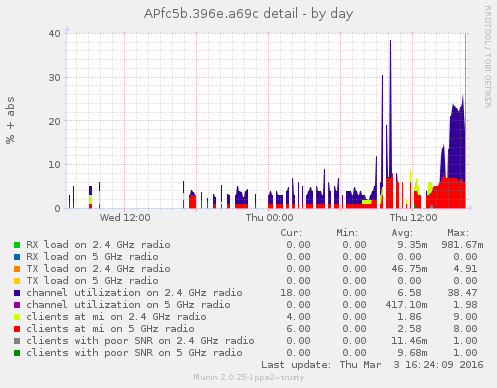 APfc5b.396e.a69c detail - by day
RRDTOOL / TOBI OETIKER
% + abs
40
30
20
10
0
Wed 12:00 Thu 00:00 Thu 12:00
Cur: Min: Avg: Max:
RX load on 2.4 GHz radio 0.00 0.00 9.35m 981.67m
RX load on 5 GHz radio 0.00 0.00 0.00 0.00
TX load on 2.4 GHz radio 0.00 0.00 46.75m 4.91
TX load on 5 GHz radio 0.00 0.00 0.00 0.00
channel utilization on 2.4 GHz radio 18.00 0.00 6.58 38.47
channel utilization on 5 GHz radio 0.00 0.00 417.10m 1.98
clients at mi on 2.4 GHz radio 4.00 0.00 1.86 9.00
clients at mi on 5 GHz radio 6.00 0.00 2.58 8.00
clients with poor SNR on 2.4 GHz radio 0.00 0.00 11.46m 1.00
clients with poor SNR on 5 GHz radio 0.00 0.00 9.68m 1.00
Last update: Thu Mar 3 16:24:09 2016
Munin 2.0.25-1ppa2~trusty